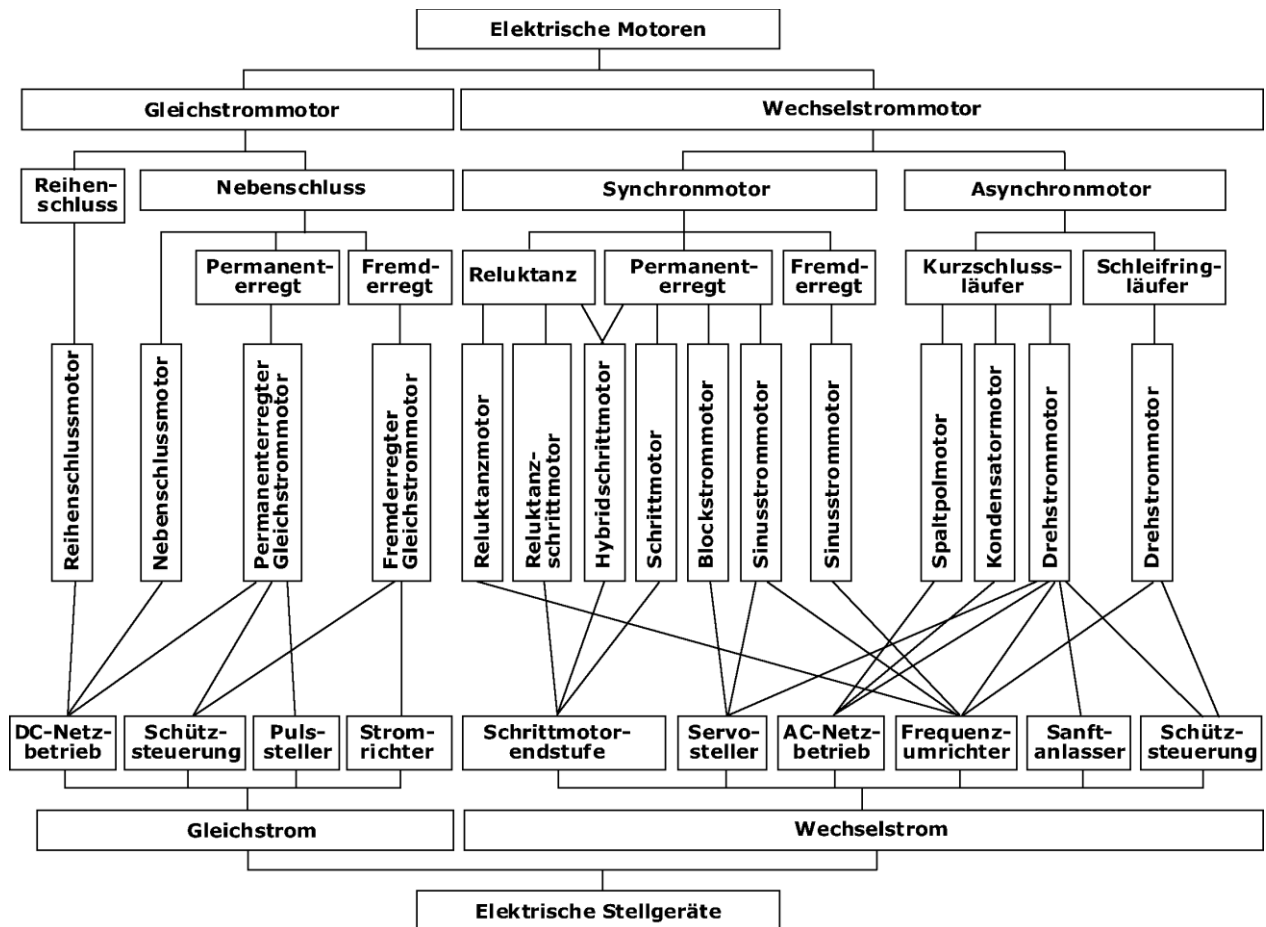 Elektrische Motoren
Gleichstrommotor
Wechselstrommotor
Reihen-
schluss
Nebenschluss
Synchronmotor
Asynchronmotor
Permanent-
erregt
Fremd-
erregt
Reluktanz
Permanent-
erregt
Fremd-
erregt
Kurzschluss-
läufer
Schleifring-
läufer
Reihenschlussmotor
Nebenschlussmotor
Permanenterregter
Gleichstrommotor
Fremderregter
Gleichstrommotor
Reluktanzmotor
Reluktanz-
schrittmotor
Hybridschrittmotor
Schrittmotor
Blockstrommotor
Sinusstrommotor
Sinusstrommotor
Spaltpolmotor
Kondensatormotor
Drehstrommotor
Drehstrommotor
DC-Netz-
betrieb
Schütz-
steuerung
Puls-
steller
Strom-
richter
Schrittmotor-
endstufe
Servo-
steller
AC-Netz-
betrieb
Frequenz-
umrichter
Sanft-
anlasser
Schütz-
steuerung
Gleichstrom
Wechselstrom
Elektrische Stellgeräte